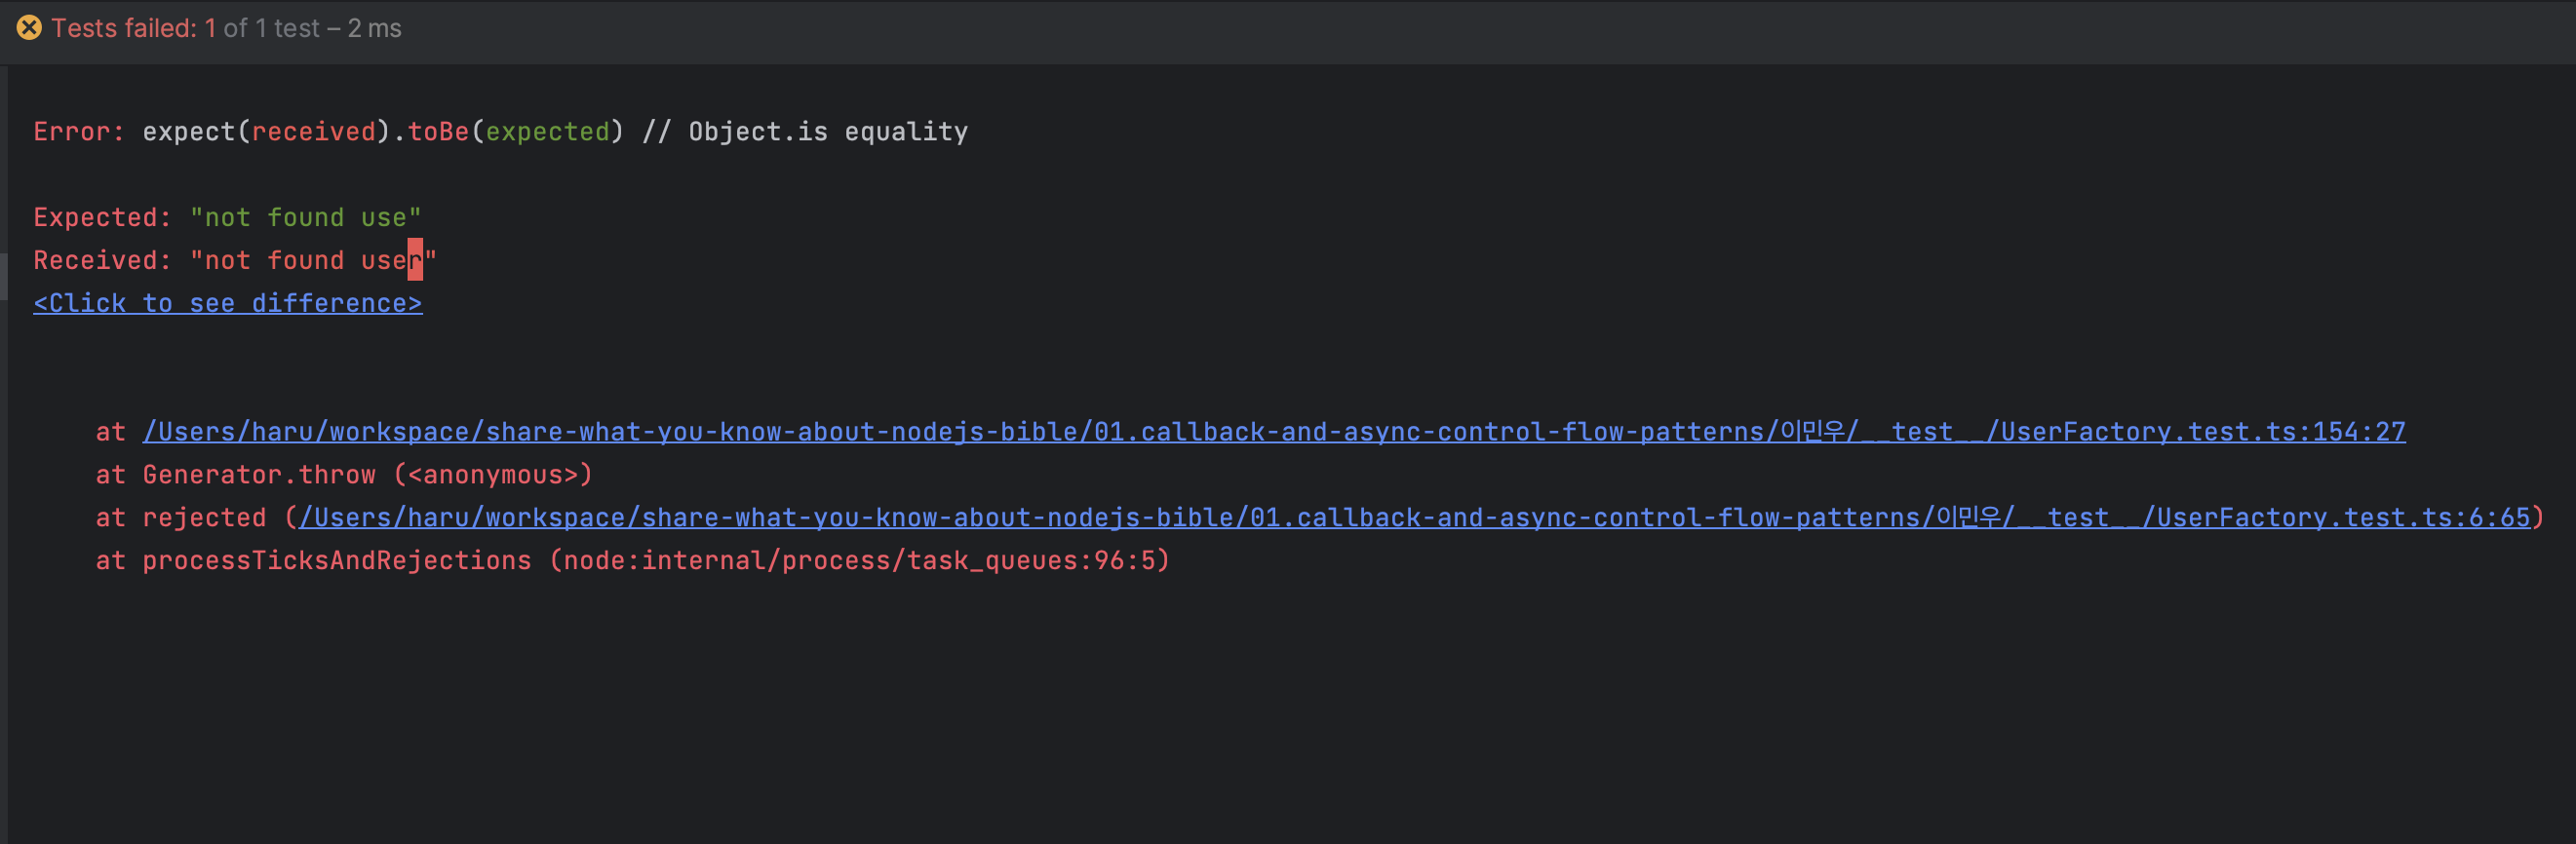 Tests failed: 1 of 1 test – 2 ms
Error: expect(received).toBe(expected) // Object.is equality
Expected: "not found use"
Received: "not found user"
<Click to see difference>
at /Users/haru/workspace/share-what-you-know-about-nodejs-bible/01.callback-and-async-control-flow-patterns/이민우/__test__/UserFactory.test.ts:154:27
at Generator.throw (<anonymous>)
at rejected (/Users/haru/workspace/share-what-you-know-about-nodejs-bible/01.callback-and-async-control-flow-patterns/이민우/__test__/UserFactory.test.ts:6:65)
at processTicksAndRejections (node:internal/process/task_queues:96:5)